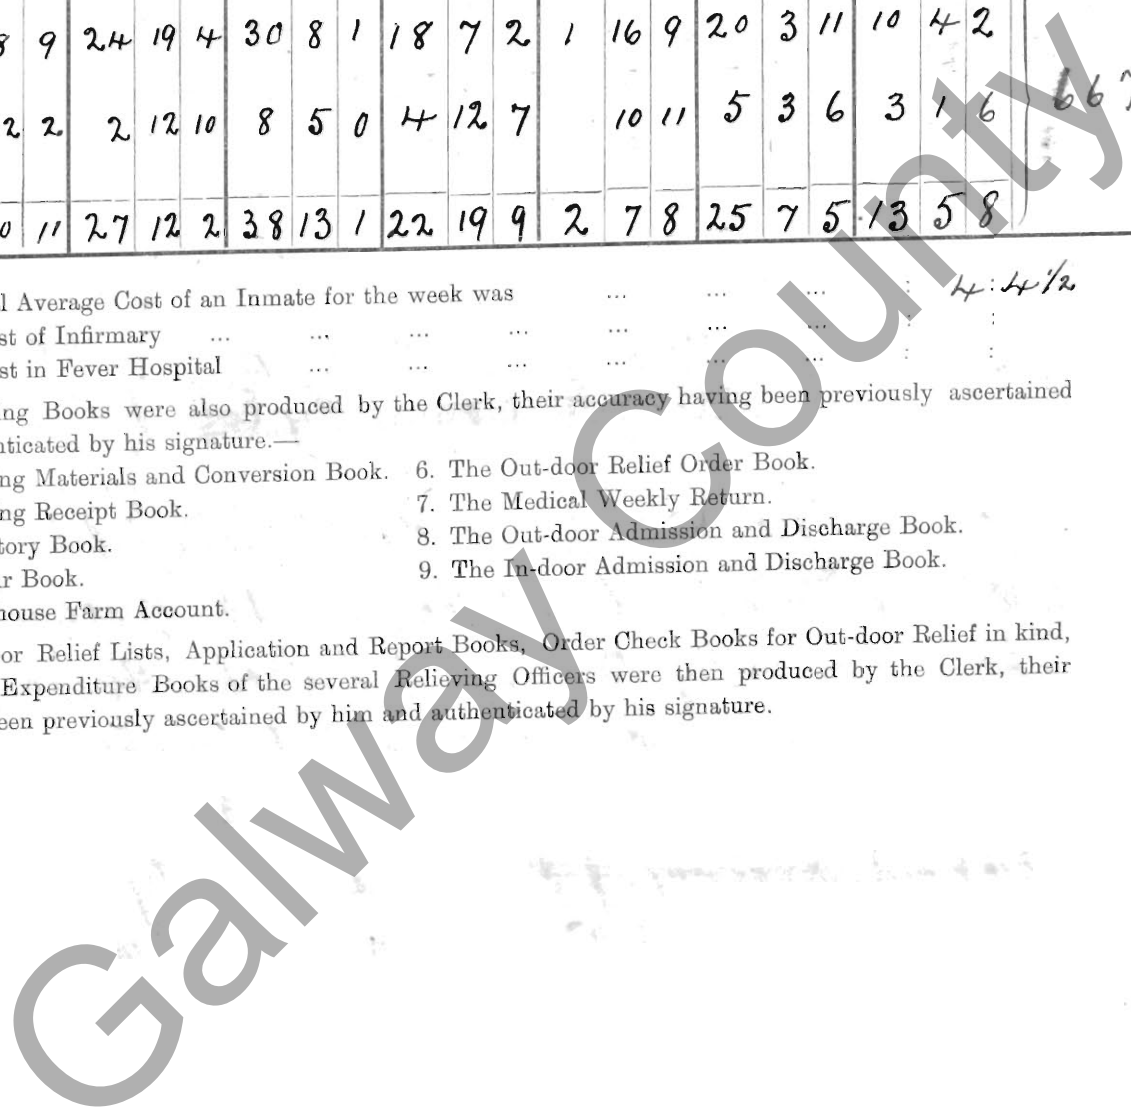 9 24 19 4 30 8 1 18 7 2 1 16 9 20 3 11 10 4 2
2 2 2 12 10 8 5 0 4 12 7 10 11 5 3 6 3 1 6 66
11 27 12 2 38 13 1 22 19 9 2 7 8 25 7 5 13 5 8
l Average Cost of an Inmate for the week was ... ... ... : 4 : 4 1/2
st of Infirmary ... ... ... ... ... ... ... : :
st in Fever Hospital ... ... ... ... ... ... : :
ng Books were also produced by the Clerk, their accuracy having been previously ascertained
nticated by his signature.—
ng Materials and Conversion Book. 6. The Out-door Relief Order Book.
ng Receipt Book. 7. The Medical Weekly Return.
tory Book. 8. The Out-door Admission and Discharge Book.
r Book. 9. The In-door Admission and Discharge Book.
house Farm Account.
or Relief Lists, Application and Report Books, Order Check Books for Out-door Relief in kind,
Expenditure Books of the several Relieving Officers were then produced by the Clerk, their
een previously ascertained by him and authenticated by his signature.
Galway County